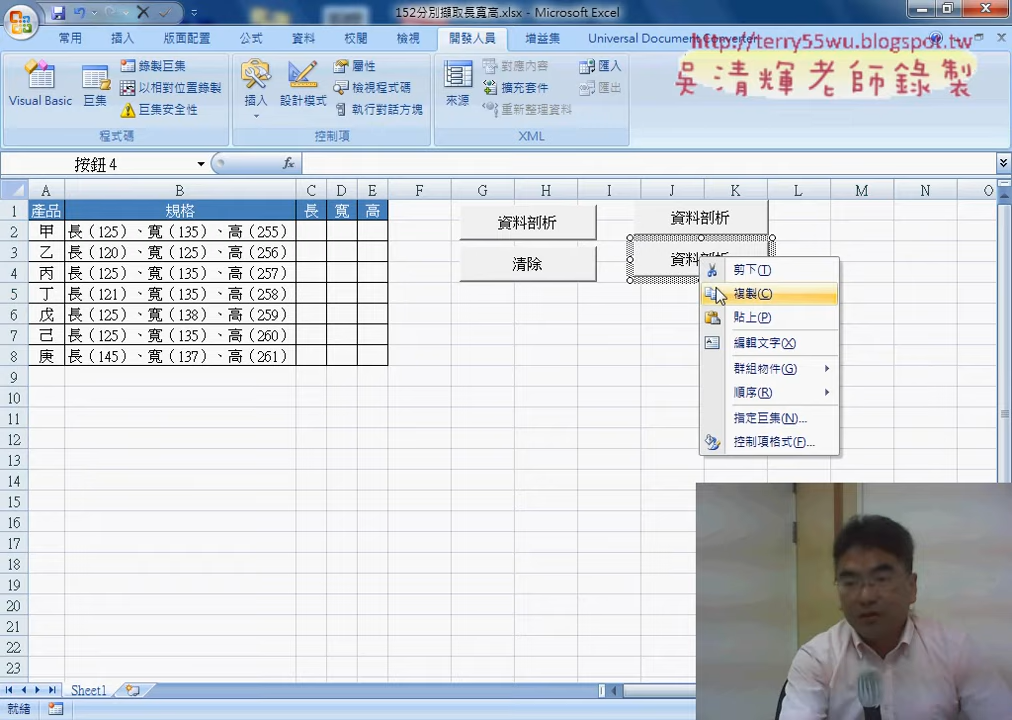 152分別擷取長寬高.xlsx - Microsoft Excel
常用 插入 版面配置 公式 資料 校閱 檢視 開發人員 增益集 Universal Document Converter
http://terry55wu.blogspot.tw
吳清輝老師錄製
Visual Basic 巨集 錄製巨集 以相對位置錄製 巨集安全性
插入 設計模式 屬性 檢視程式碼 執行對話方塊
來源 對應內容 擴充套件 重新整理資料 匯入 匯出
程式碼 控制項 XML
按鈕 4 fx
A B C D E F G H I J K L M N O
1 產品 規格 長 寬 高
2 甲 長（125）、寬（135）、高（255）
3 乙 長（120）、寬（125）、高（256）
4 丙 長（125）、寬（135）、高（257）
5 丁 長（121）、寬（135）、高（258）
6 戊 長（125）、寬（138）、高（259）
7 己 長（125）、寬（135）、高（260）
8 庚 長（145）、寬（137）、高（261）
9
10
11
12
13
14
15
16
17
18
19
20
21
22
23
資料剖析
清除
資料剖析
資料剖析
剪下(T)
複製(C)
貼上(P)
編輯文字(X)
群組物件(G)
順序(R)
指定巨集(N)...
控制項格式(F)...
Sheet1
就緒